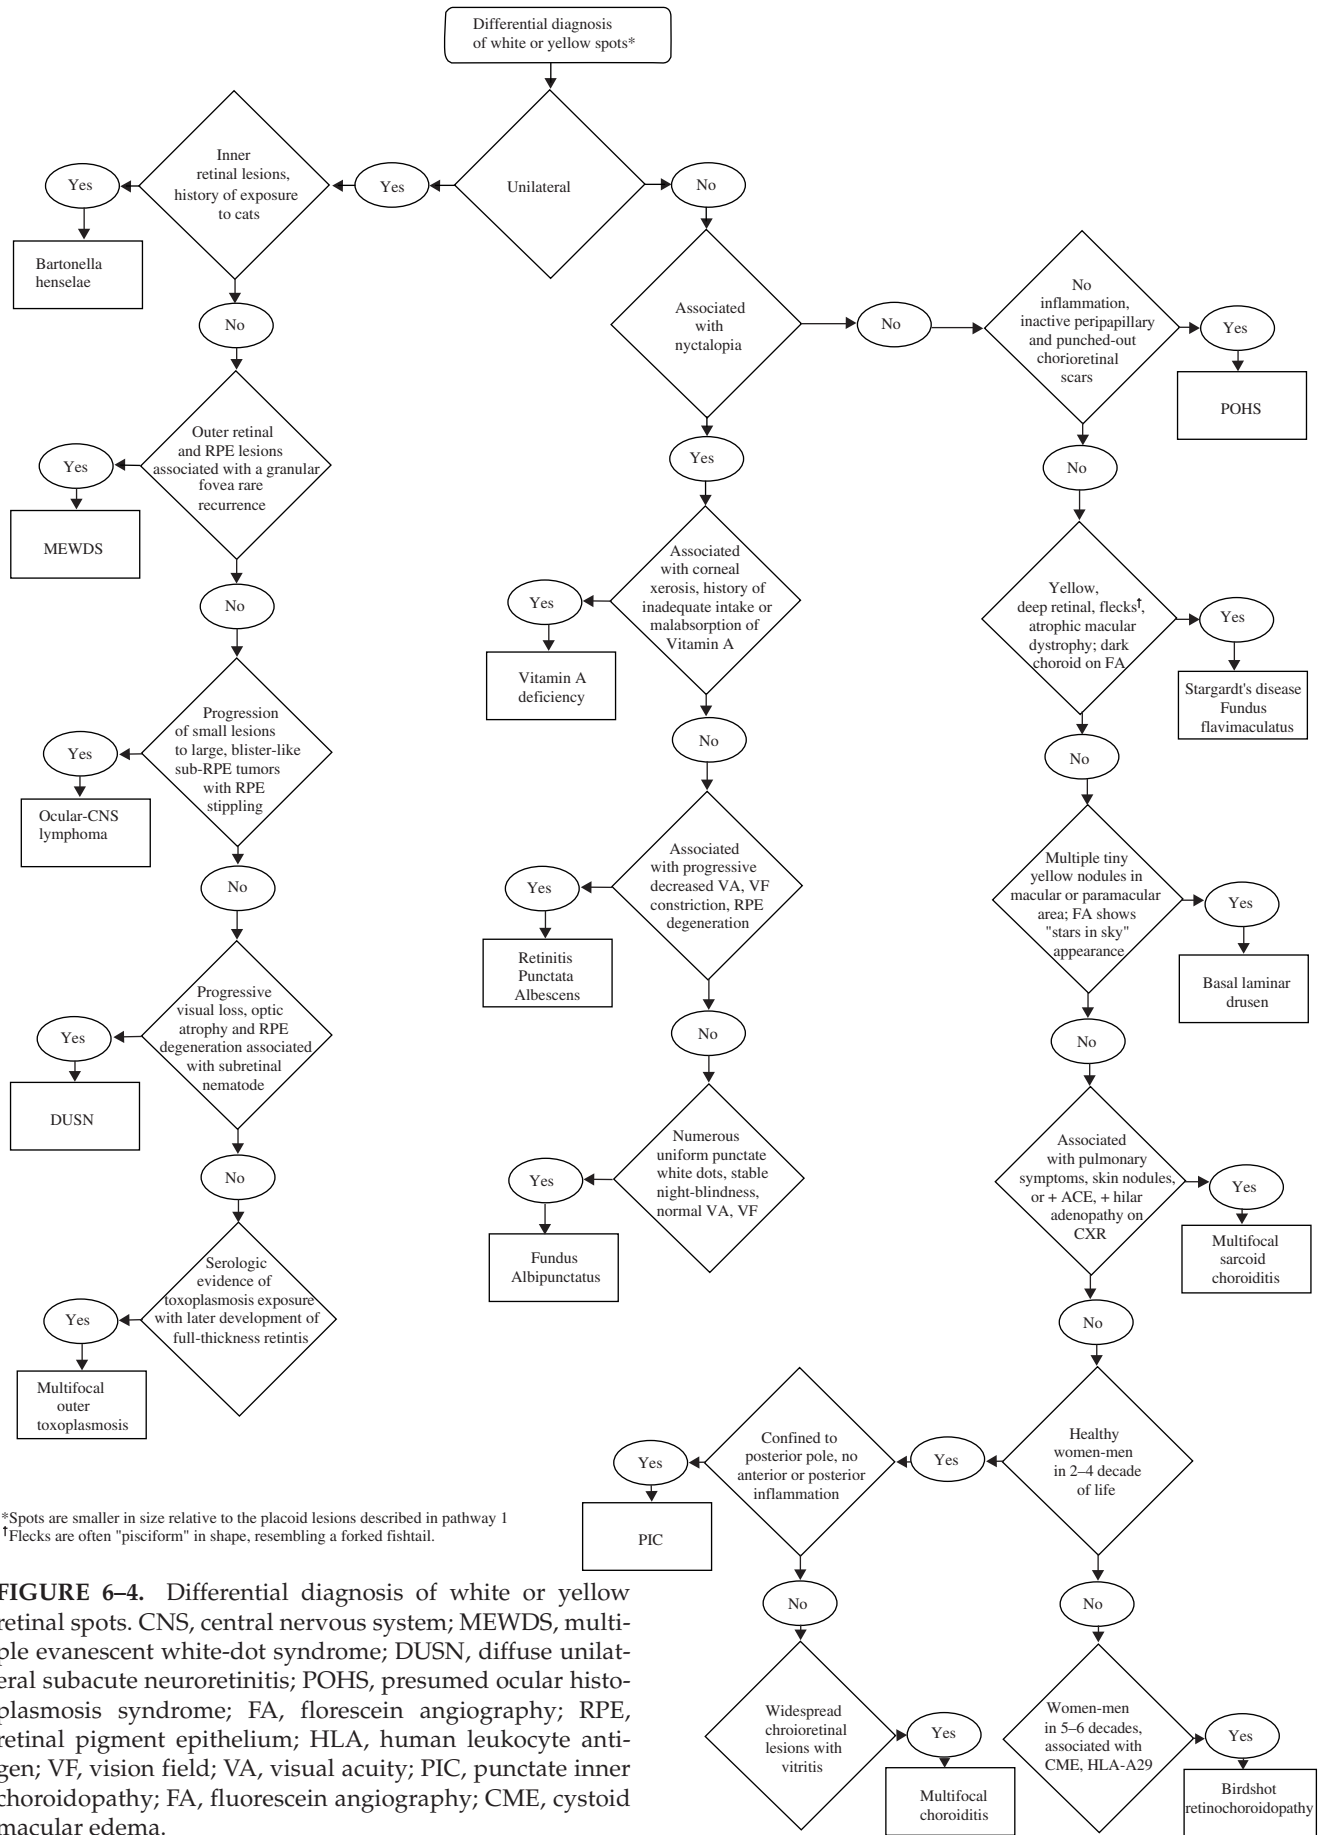 Differential diagnosis
of white or yellow spots*
Unilateral
Yes
Inner
retinal lesions,
history of exposure
to cats
Yes
Bartonella
henselae
No
Outer retinal
and RPE lesions
associated with a granular
fovea rare
recurrence
Yes
MEWDS
No
Progression
of small lesions
to large, blister-like
sub-RPE tumors
with RPE
stippling
Yes
Ocular-CNS
lymphoma
No
Progressive
visual loss, optic
atrophy and RPE
degeneration associated
with subretinal
nematode
Yes
DUSN
No
Serologic
evidence of
toxoplasmosis exposure
with later development of
full-thickness retintis
Yes
Multifocal
outer
toxoplasmosis
No
Associated
with
nyctalopia
Yes
Associated
with corneal
xerosis, history of
inadequate intake or
malabsorption of
Vitamin A
Yes
Vitamin A
deficiency
No
Associated
with progressive
decreased VA, VF
constriction, RPE
degeneration
Yes
Retinitis
Punctata
Albescens
No
Numerous
uniform punctate
white dots, stable
night-blindness,
normal VA, VF
Yes
Fundus
Albipunctatus
No
No
inflammation,
inactive peripapillary
and punched-out
chorioretinal
scars
Yes
POHS
No
Yellow,
deep retinal, flecks†,
atrophic macular
dystrophy; dark
choroid on FA
Yes
Stargardt's disease
Fundus
flavimaculatus
No
Multiple tiny
yellow nodules in
macular or paramacular
area; FA shows
"stars in sky"
appearance
Yes
Basal laminar
drusen
No
Associated
with pulmonary
symptoms, skin nodules,
or + ACE, + hilar
adenopathy on
CXR
Yes
Multifocal
sarcoid
choroiditis
No
Healthy
women-men
in 2–4 decade
of life
Yes
Confined to
posterior pole, no
anterior or posterior
inflammation
Yes
PIC
No
Widespread
chroioretinal
lesions with
vitritis
Yes
Multifocal
choroiditis
No
Women-men
in 5–6 decades,
associated with
CME, HLA-A29
Yes
Birdshot
retinochoroidopathy
*Spots are smaller in size relative to the placoid lesions described in pathway 1
†Flecks are often "pisciform" in shape, resembling a forked fishtail.
FIGURE 6–4. Differential diagnosis of white or yellow
retinal spots. CNS, central nervous system; MEWDS, multi-
ple evanescent white-dot syndrome; DUSN, diffuse unilat-
eral subacute neuroretinitis; POHS, presumed ocular histo-
plasmosis syndrome; FA, florescein angiography; RPE,
retinal pigment epithelium; HLA, human leukocyte anti-
gen; VF, vision field; VA, visual acuity; PIC, punctate inner
choroidopathy; FA, fluorescein angiography; CME, cystoid
macular edema.